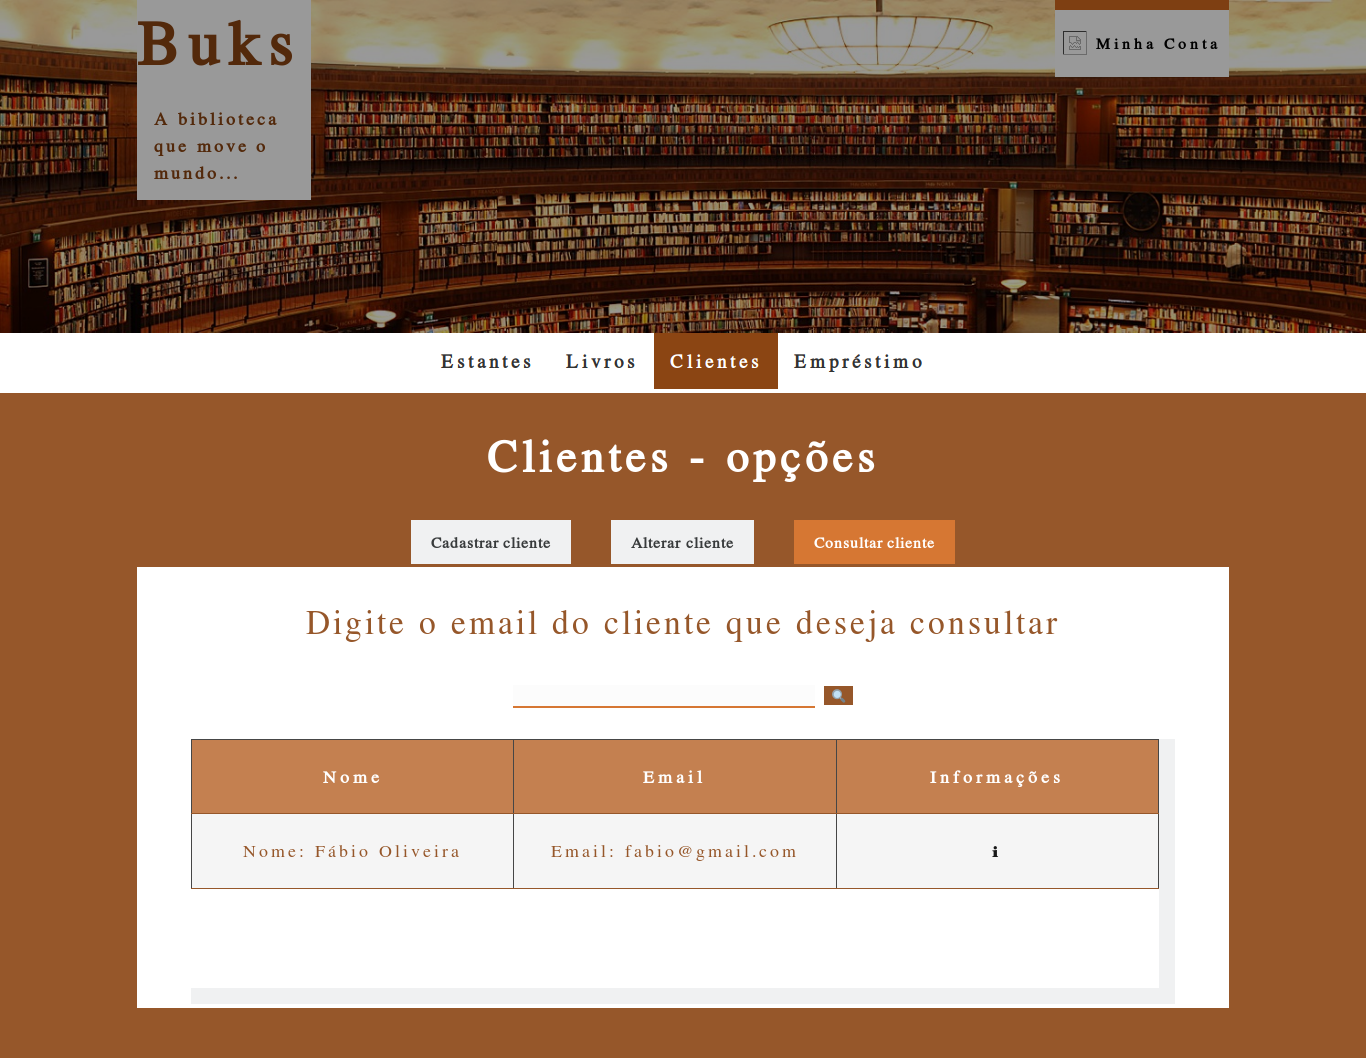 Buks
A biblioteca
que move o
mundo...
Minha Conta
Estantes Livros Clientes Empréstimo
Clientes - opções
Cadastrar cliente Alterar cliente Consultar cliente
Digite o email do cliente que deseja consultar
Nome Email Informações
Nome: Fábio Oliveira Email: fabio@gmail.com